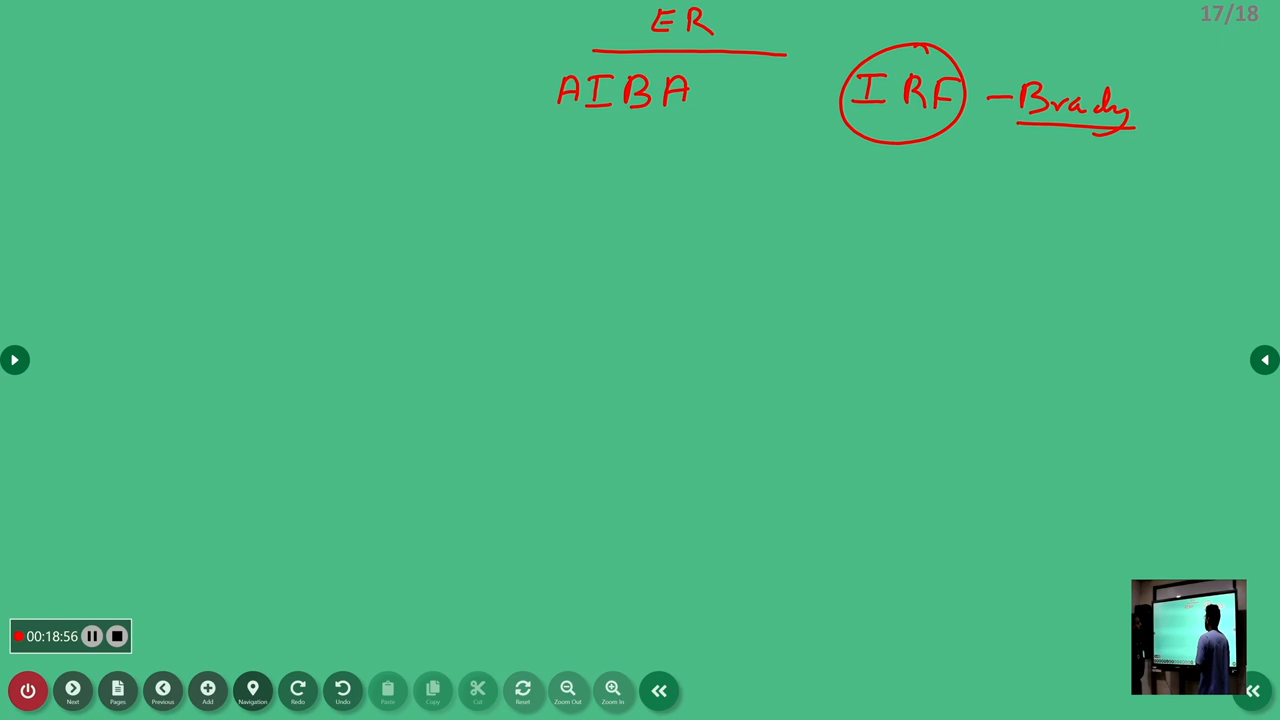 17/18
ER
AIBA IRF - Brady
00:18:56
Next Pages Previous Add Navigation Redo Undo Paste Copy Cut Reset Zoom Out Zoom In